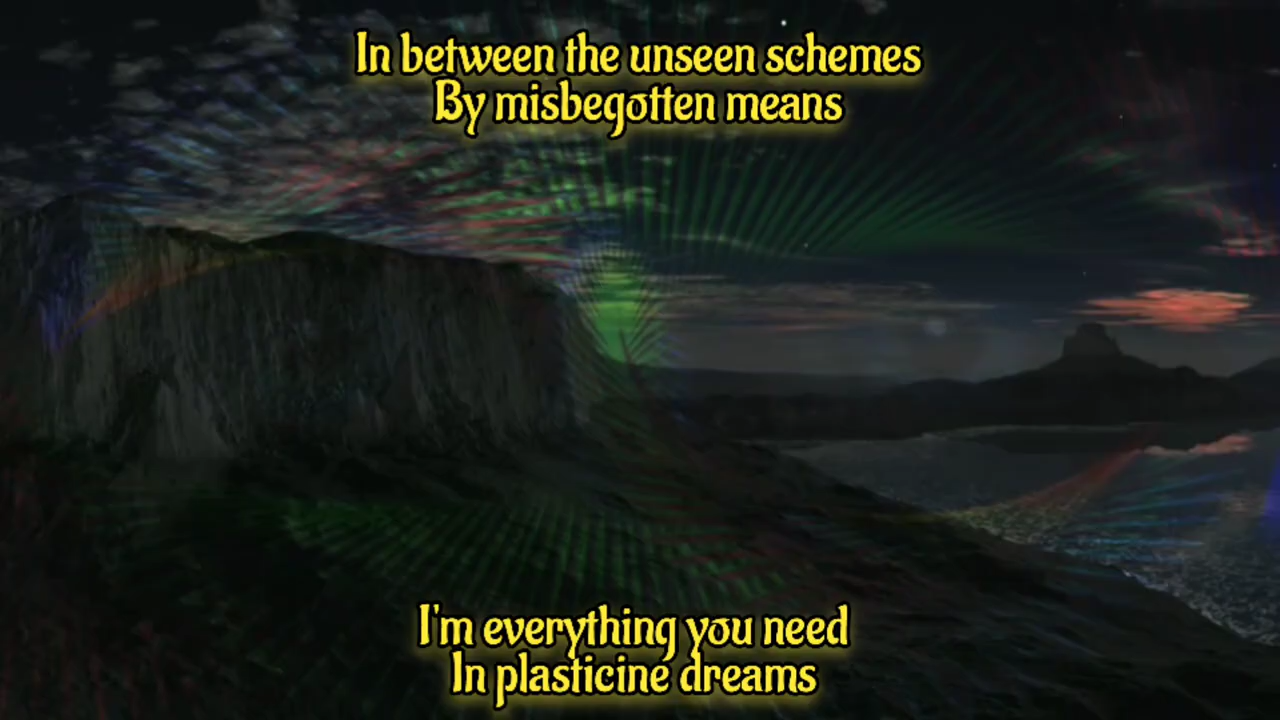 In between the unseen schemes
By misbegotten means
I'm everything you need
In plasticine dreams